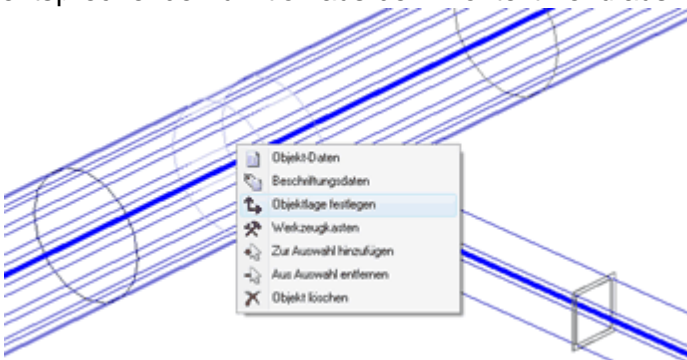 Objekt-Daten
Beschriftungsdaten
Objektlage festlegen
Werkzeugkasten
Zur Auswahl hinzufügen
Aus Auswahl entfernen
Objekt löschen